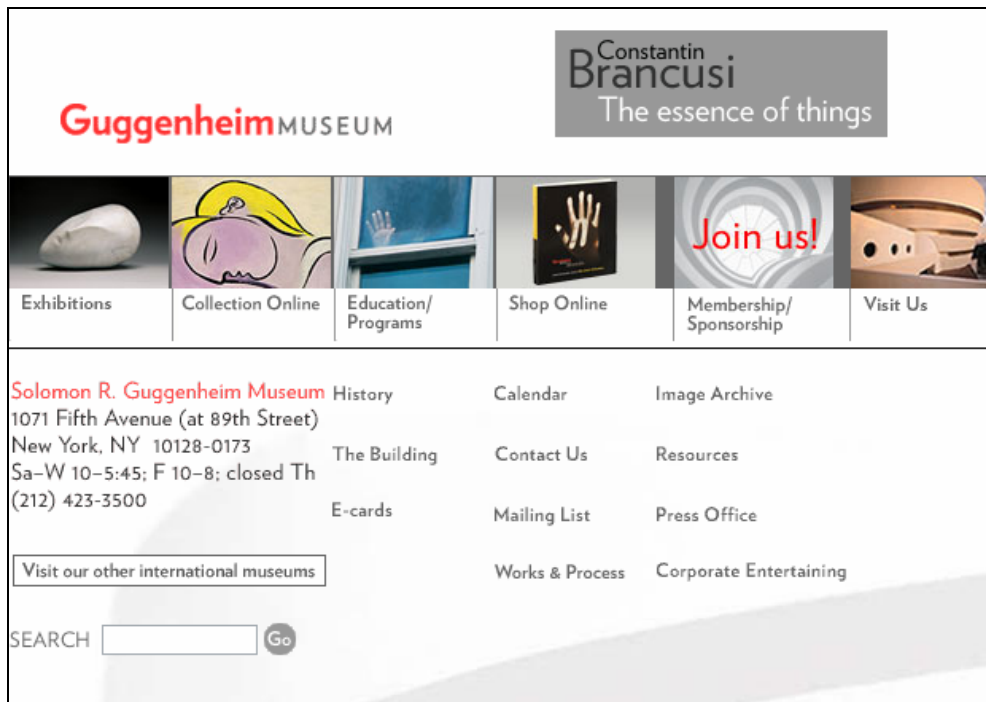 Constantin
Brancusi
The essence of things
Guggenheim MUSEUM
Join us!
Exhibitions
Collection Online
Education/
Programs
Shop Online
Membership/
Sponsorship
Visit Us
Solomon R. Guggenheim Museum
1071 Fifth Avenue (at 89th Street)
New York, NY 10128-0173
Sa–W 10–5:45; F 10–8; closed Th
(212) 423-3500
Visit our other international museums
SEARCH Go
History
The Building
E-cards
Calendar
Contact Us
Mailing List
Works & Process
Image Archive
Resources
Press Office
Corporate Entertaining